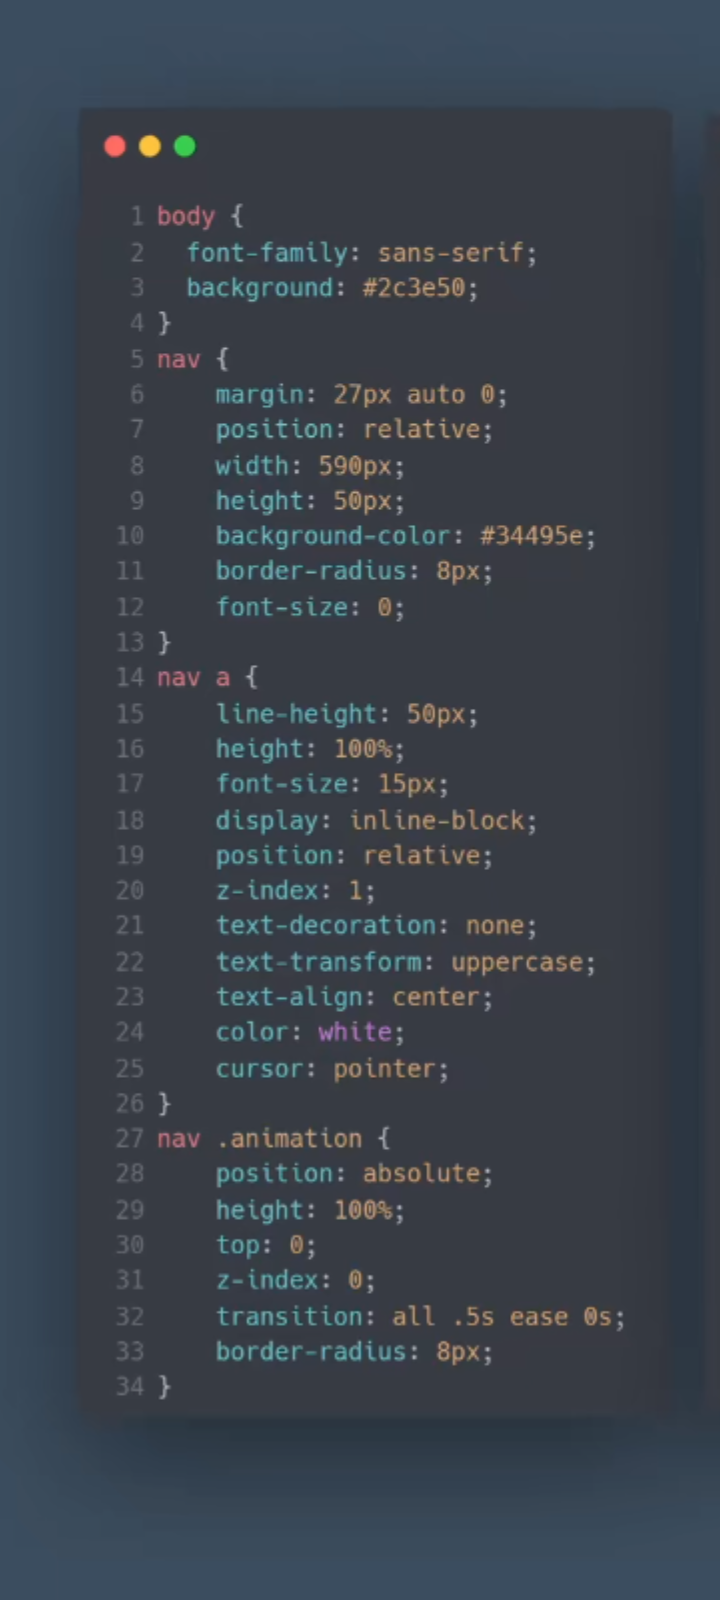 1 body {
2   font-family: sans-serif;
3   background: #2c3e50;
4 }
5 nav {
6     margin: 27px auto 0;
7     position: relative;
8     width: 590px;
9     height: 50px;
10     background-color: #34495e;
11     border-radius: 8px;
12     font-size: 0;
13 }
14 nav a {
15     line-height: 50px;
16     height: 100%;
17     font-size: 15px;
18     display: inline-block;
19     position: relative;
20     z-index: 1;
21     text-decoration: none;
22     text-transform: uppercase;
23     text-align: center;
24     color: white;
25     cursor: pointer;
26 }
27 nav .animation {
28     position: absolute;
29     height: 100%;
30     top: 0;
31     z-index: 0;
32     transition: all .5s ease 0s;
33     border-radius: 8px;
34 }